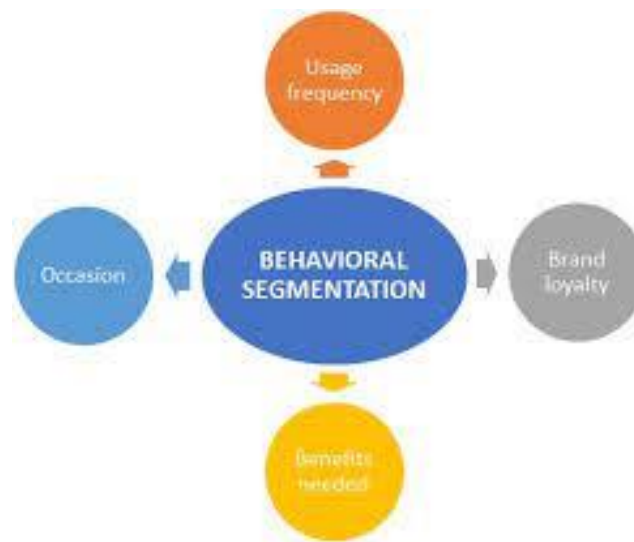 Usage
frequency
Occasion
BEHAVIORAL
SEGMENTATION
Brand
loyalty
Benefits
needed